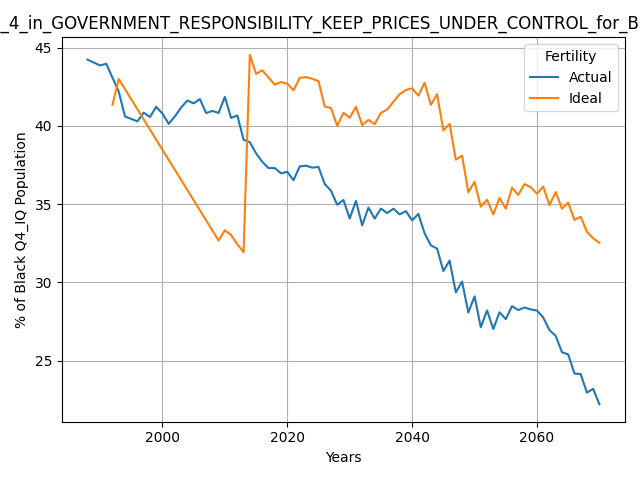 _4_in_GOVERNMENT_RESPONSIBILITY_KEEP_PRICES_UNDER_CONTROL_for_B
45
40
35
30
25
% of Black Q4_IQ Population
Fertility
Actual
Ideal
2000 2020 2040 2060
Years